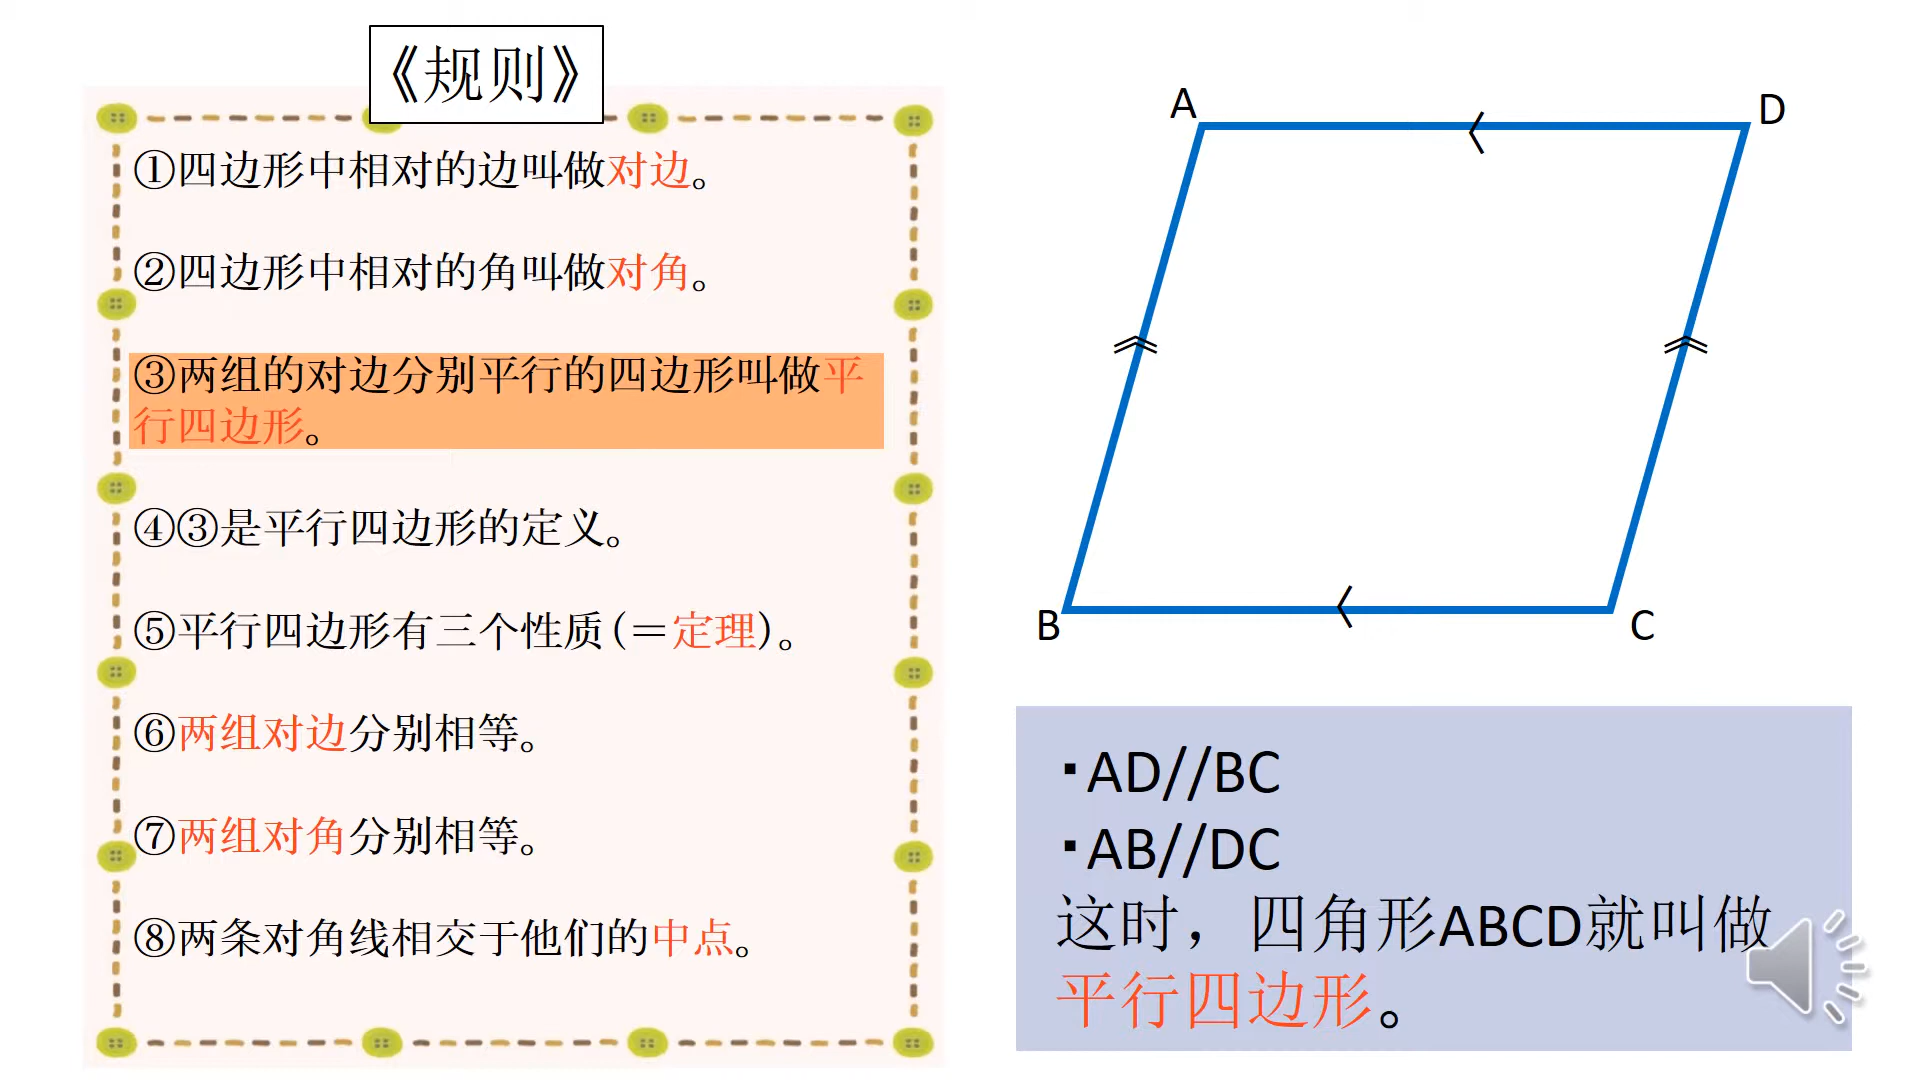 《规则》
①四边形中相对的边叫做对边。
②四边形中相对的角叫做对角。
③两组的对边分别平行的四边形叫做平
行四边形。
④③是平行四边形的定义。
⑤平行四边形有三个性质(＝定理)。
⑥两组对边分别相等。
⑦两组对角分别相等。
⑧两条对角线相交于他们的中点。
A
D
B
C
·AD//BC
·AB//DC
这时，四角形ABCD就叫做
平行四边形。